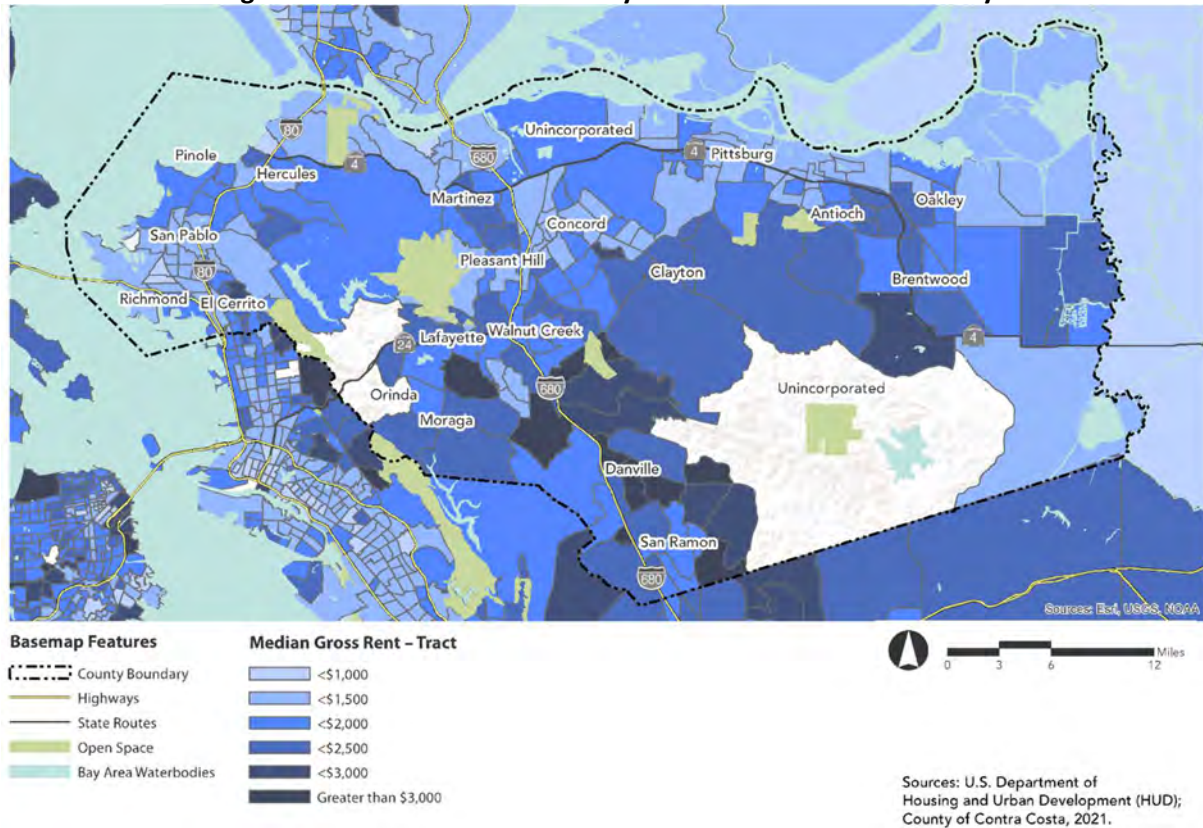 80
Unincorporated
680
4
Pittsburg
Pinole
4
Hercules
Martinez
Oakley
Antioch
Concord
San Pablo
80
Pleasant Hill
Clayton
Brentwood
Richmond
El Cerrito
Walnut Creek
Lafayette
24
4
680
Orinda
Unincorporated
Moraga
Danville
San Ramon
680
Sources: Esri, USGS, NOAA
Basemap Features
County Boundary
Highways
State Routes
Open Space
Bay Area Waterbodies
Median Gross Rent – Tract
<$1,000
<$1,500
<$2,000
<$2,500
<$3,000
Greater than $3,000
Miles
0 3 6 12
Sources: U.S. Department of
Housing and Urban Development (HUD);
County of Contra Costa, 2021.